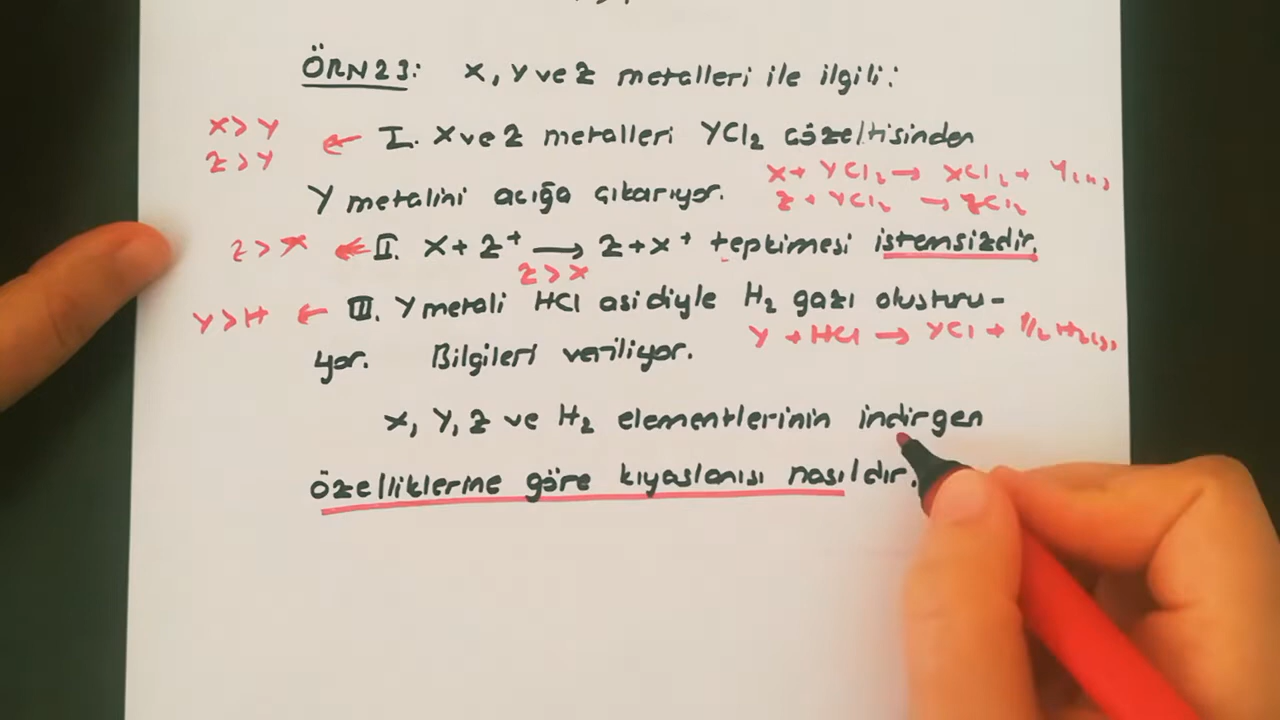 ÖRN23: X, Y ve Z metalleri ile ilgili:
X > Y
Z > Y
← I. X ve Z metalleri YCl₂ çözeltisinden
Y metalini açığa çıkarıyor.
X + YCl₂ → XCl₂ + Y(k)
Z + YCl₂ → ZCl₂
Z > X ← II. X + Z⁺ → Z + X⁺ tepkimesi istemsizdir.
Z > X
Y > H ← III. Y metali HCl asidiyle H₂ gazı oluşturu-
yor. Bilgileri veriliyor.
Y + HCl → YCl + 1/2 H₂(g)
X, Y, Z ve H₂ elementlerinin indirgen
özelliklerine göre kıyaslanışı nasıldır.